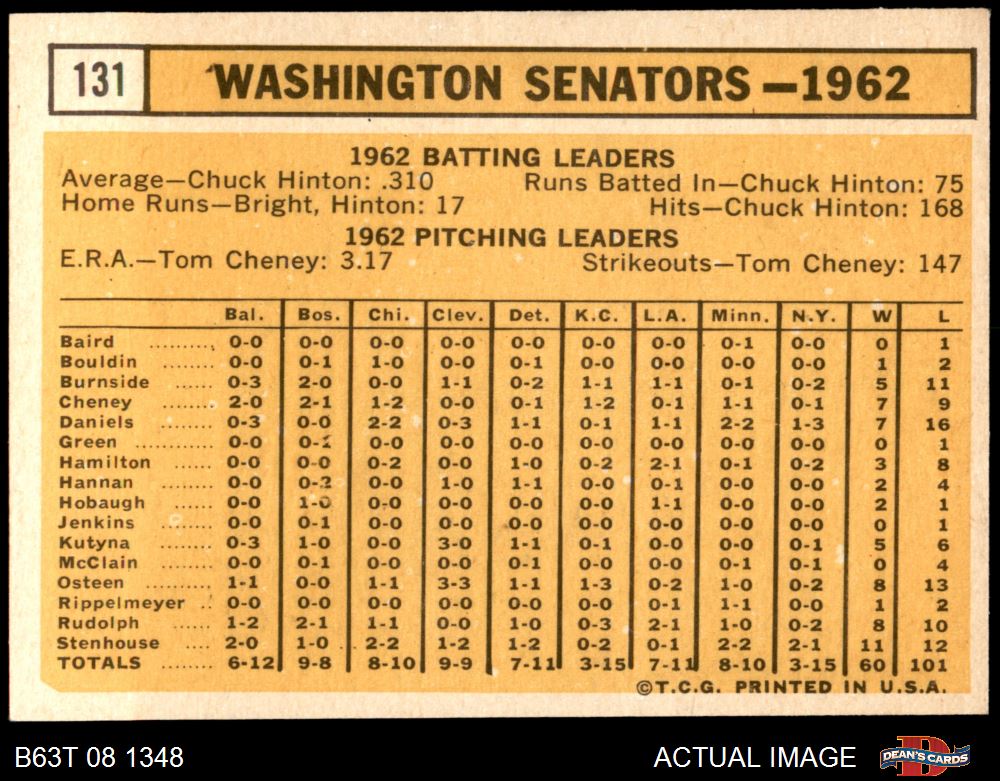 131 WASHINGTON SENATORS —1962
1962 BATTING LEADERS
Average—Chuck Hinton: .310 Runs Batted In—Chuck Hinton: 75
Home Runs—Bright, Hinton: 17 Hits—Chuck Hinton: 168
1962 PITCHING LEADERS
E.R.A.—Tom Cheney: 3.17 Strikeouts—Tom Cheney: 147
Bal. Bos. Chi. Clev. Det. K.C. L.A. Minn. N.Y. W L
Baird .......... 0-0 0-0 0-0 0-0 0-0 0-0 0-0 0-1 0-0 0 1
Bouldin ........ 0-0 0-1 1-0 0-0 0-1 0-0 0-0 0-0 0-0 1 2
Burnside ...... 0-3 2-0 0-0 1-1 0-2 1-1 1-1 0-1 0-2 5 11
Cheney ........ 2-0 2-1 1-2 0-0 0-1 1-2 0-1 1-1 0-1 7 9
Daniels ........ 0-3 0-0 2-2 0-3 1-1 0-1 1-1 2-2 1-3 7 16
Green ............ 0-0 0-1 0-0 0-0 0-0 0-0 0-0 0-0 0-0 0 1
Hamilton ...... 0-0 0-0 0-2 0-0 1-0 0-2 2-1 0-1 0-2 3 8
Hannan ........ 0-0 0-2 0-0 1-0 1-1 0-0 0-1 0-0 0-0 2 4
Hobaugh ...... 0-0 1-0 0-0 0-0 0-0 0-0 1-1 0-0 0-0 2 1
Jenkins ........ 0-0 0-1 0-0 0-0 0-0 0-0 0-0 0-0 0-0 0 1
Kutyna ........ 0-3 1-0 0-0 3-0 1-1 0-1 0-0 0-0 0-1 5 6
McClain ........ 0-0 0-1 0-0 0-0 0-1 0-0 0-0 0-1 0-1 0 4
Osteen .......... 1-1 0-0 1-1 3-3 1-1 1-3 0-2 1-0 0-2 8 13
Rippelmeyer .. 0-0 0-0 0-0 0-0 0-0 0-0 0-1 1-1 0-0 1 2
Rudolph ...... 1-2 2-1 1-1 0-0 1-0 0-3 2-1 1-0 0-2 8 10
Stenhouse .... 2-0 1-0 2-2 1-2 1-2 0-2 0-1 2-2 2-1 11 12
TOTALS ........ 6-12 9-8 8-10 9-9 7-11 3-15 7-11 8-10 3-15 60 101
©T.C.G. PRINTED IN U.S.A.
B63T 08 1348 ACTUAL IMAGE DEAN'S CARDS